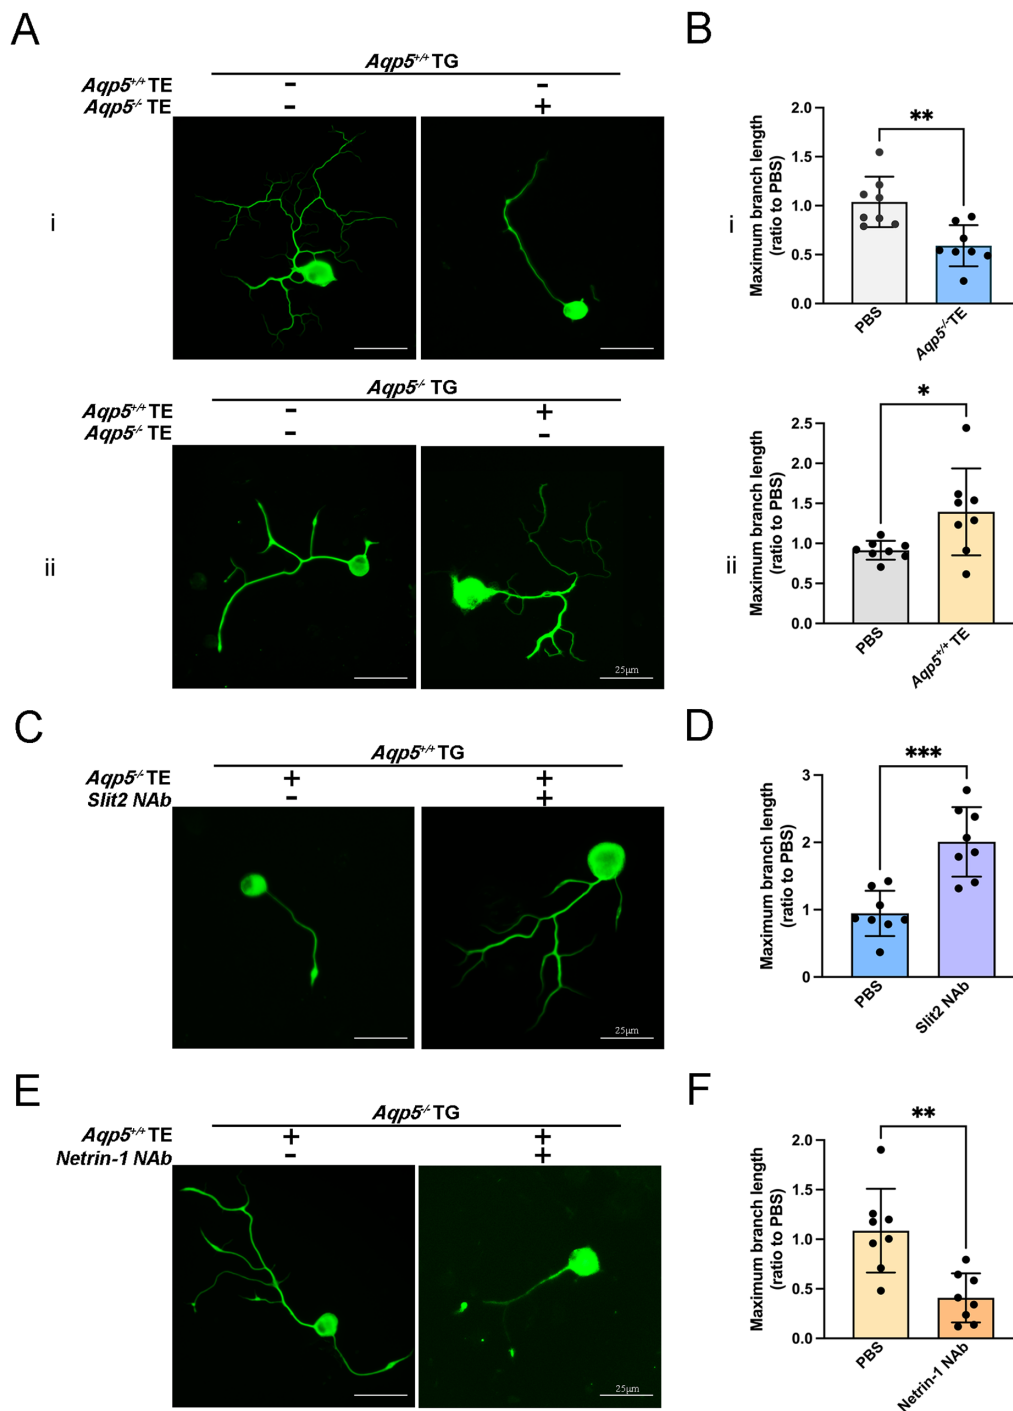 A
Aqp5+/+ TG
Aqp5+/+ TE - -
Aqp5-/- TE - +
i
Aqp5-/- TG
Aqp5+/+ TE - +
Aqp5-/- TE - -
ii
25μm
B
i
Maximum branch length
(ratio to PBS)
2.0
1.5
1.0
0.5
0.0
**
PBS
Aqp5-/-TE
ii
Maximum branch length
(ratio to PBS)
2.5
2.0
1.5
1.0
0.5
0.0
*
PBS
Aqp5+/+ TE
C
Aqp5+/+ TG
Aqp5-/- TE + +
Slit2 NAb - +
25μm
D
Maximum branch length
(ratio to PBS)
3
2
1
0
***
PBS
Slit2 NAb
E
Aqp5-/- TG
Aqp5+/+ TE + +
Netrin-1 NAb - +
25μm
F
Maximum branch length
(ratio to PBS)
2.0
1.5
1.0
0.5
0.0
**
PBS
Netrin-1 NAb